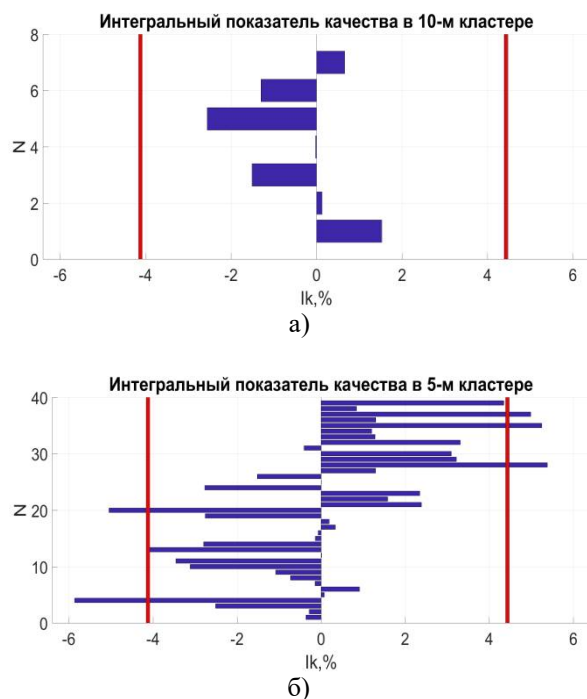 Интегральный показатель качества в 10-м кластере
8
6
4
2
0
N
-6 -4 -2 0 2 4 6
Ik,%
а)
Интегральный показатель качества в 5-м кластере
40
30
20
10
0
N
-6 -4 -2 0 2 4 6
Ik,%
б)